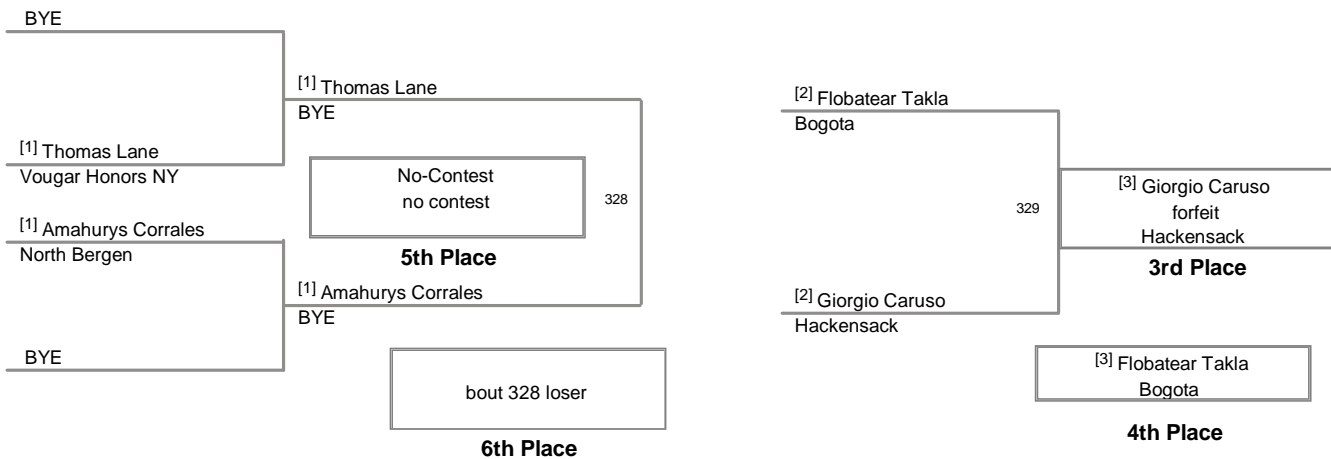 BYE
[1] Thomas Lane
BYE
[1] Thomas Lane
Vougar Honors NY
[1] Amahurys Corrales
North Bergen
No-Contest
no contest
328
5th Place
[1] Amahurys Corrales
BYE
BYE
bout 328 loser
6th Place
[2] Flobatear Takla
Bogota
329
[3] Giorgio Caruso
forfeit
Hackensack
3rd Place
[2] Giorgio Caruso
Hackensack
[3] Flobatear Takla
Bogota
4th Place